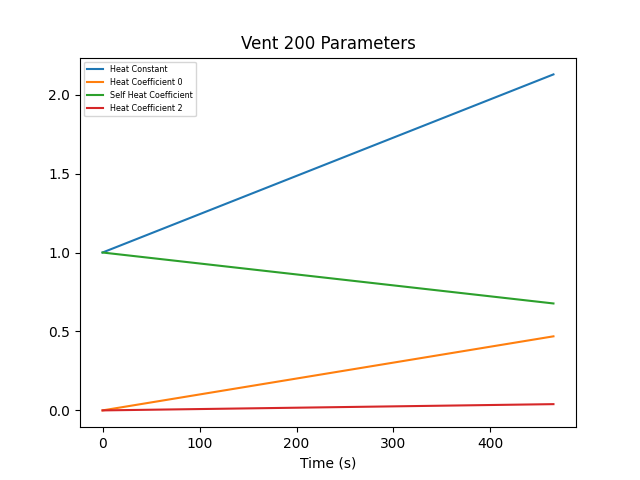 Vent 200 Parameters
Heat Constant
Heat Coefficient 0
Self Heat Coefficient
Heat Coefficient 2
2.0
1.5
1.0
0.5
0.0
0 100 200 300 400
Time (s)